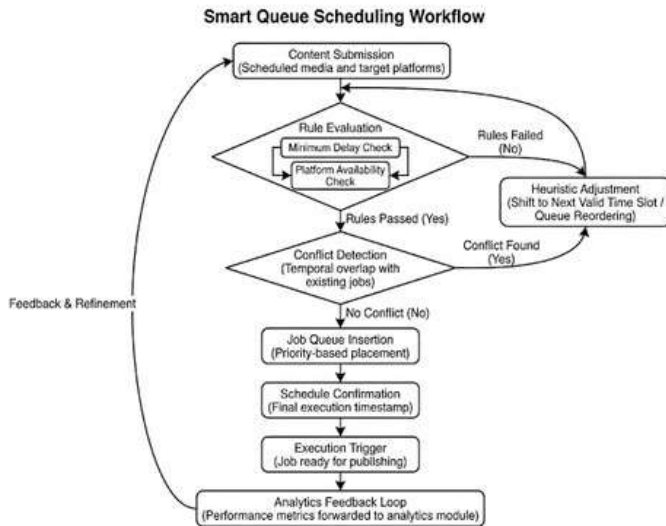 Smart Queue Scheduling Workflow
Content Submission
(Scheduled media and target platforms)
Rule Evaluation
Minimum Delay Check
Platform Availability
Check
Rules Failed
(No)
Heuristic Adjustment
(Shift to Next Valid Time Slot /
Queue Reordering)
Rules Passed (Yes)
Conflict Detection
(Temporal overlap with
existing jobs)
Conflict Found
(Yes)
Feedback & Refinement
No Conflict (No)
Job Queue Insertion
(Priority-based placement)
Schedule Confirmation
(Final execution timestamp)
Execution Trigger
(Job ready for publishing)
Analytics Feedback Loop
(Performance metrics forwarded to analytics module)